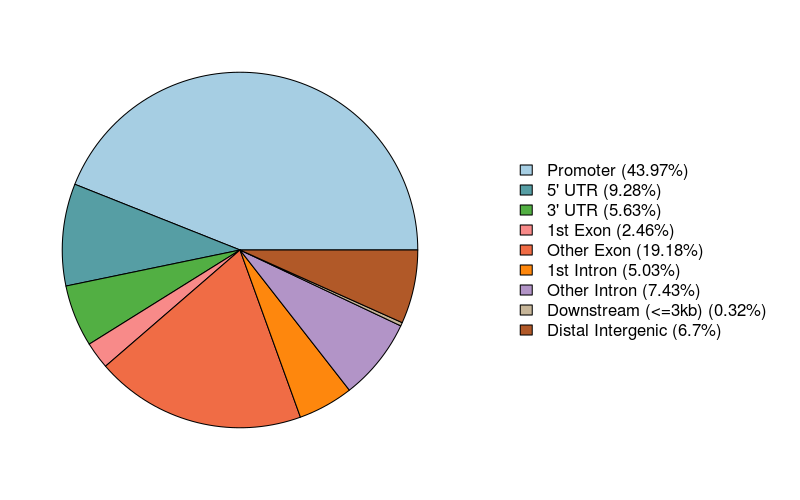 Promoter (43.97%)
5' UTR (9.28%)
3' UTR (5.63%)
1st Exon (2.46%)
Other Exon (19.18%)
1st Intron (5.03%)
Other Intron (7.43%)
Downstream (<=3kb) (0.32%)
Distal Intergenic (6.7%)